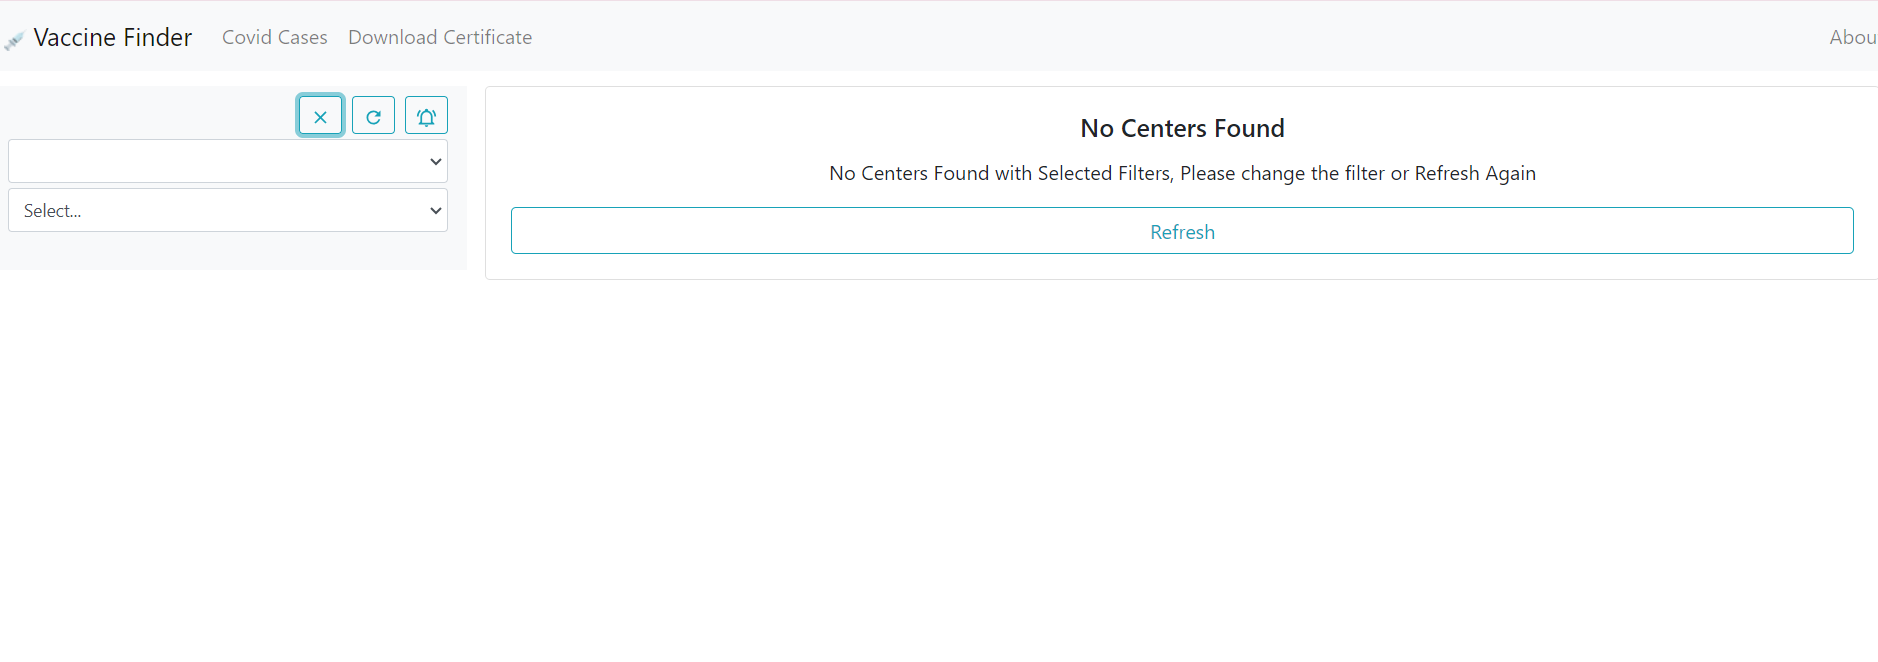 Vaccine Finder Covid Cases Download Certificate Abou
Select...
No Centers Found
No Centers Found with Selected Filters, Please change the filter or Refresh Again
Refresh